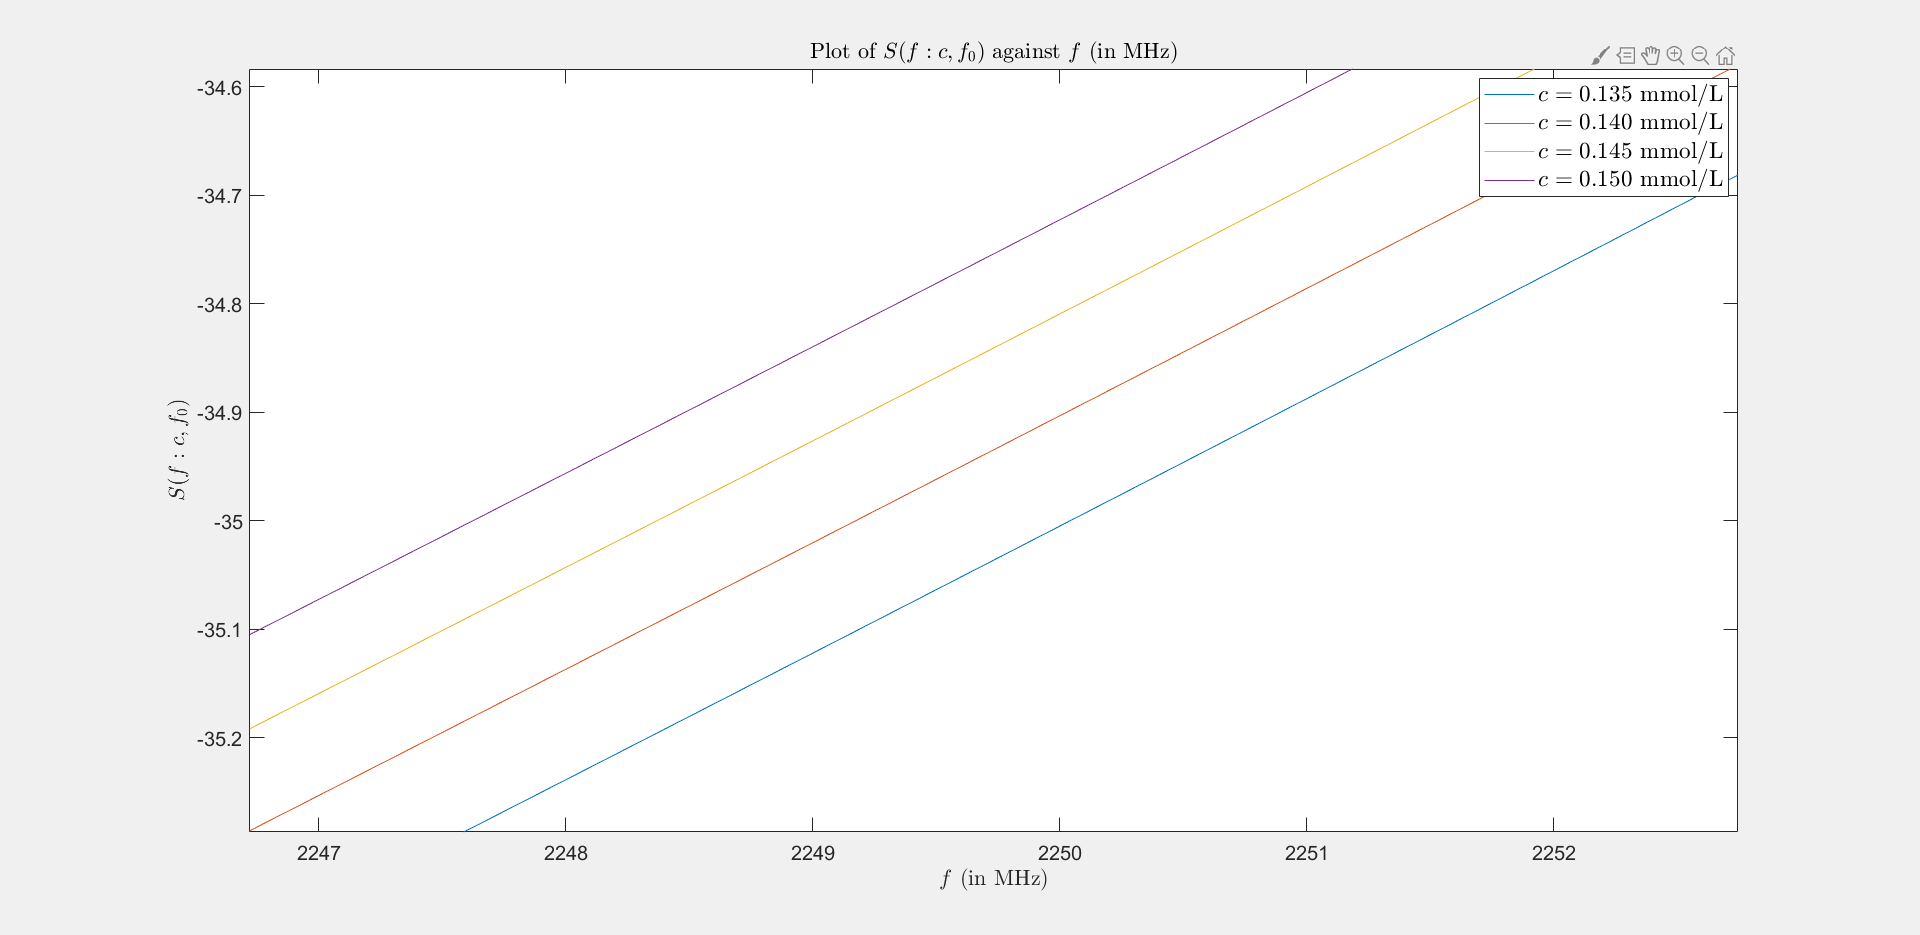 Plot of S(f : c, f₀) against f (in MHz)
-34.6
-34.7
-34.8
-34.9
-35
-35.1
-35.2
S(f : c, f₀)
c = 0.135 mmol/L
c = 0.140 mmol/L
c = 0.145 mmol/L
c = 0.150 mmol/L
2247 2248 2249 2250 2251 2252
f (in MHz)